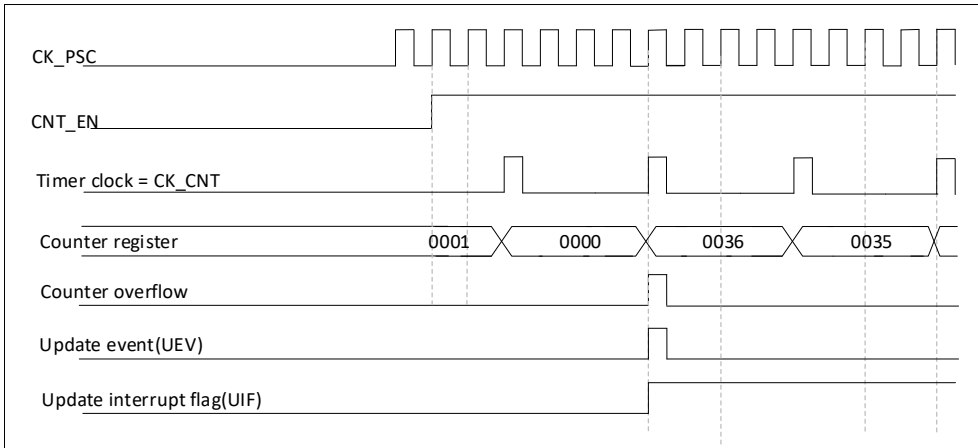 CK_PSC
CNT_EN
Timer clock = CK_CNT
Counter register 0001 0000 0036 0035
Counter overflow
Update event(UEV)
Update interrupt flag(UIF)